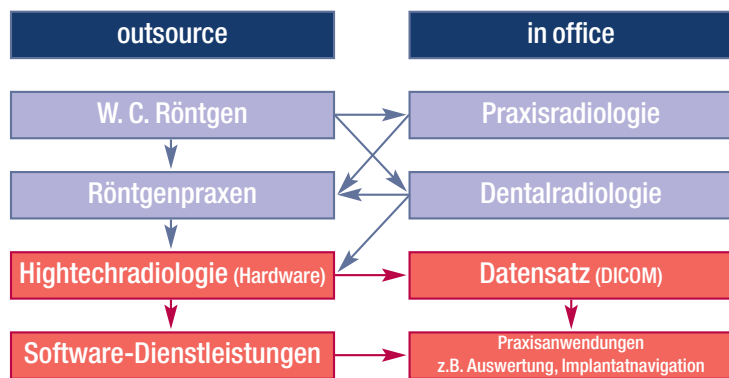 outsource
in office
W. C. Röntgen
Praxisradiologie
Röntgenpraxen
Dentalradiologie
Hightechradiologie (Hardware)
Datensatz (DICOM)
Software-Dienstleistungen
Praxisanwendungen
z.B. Auswertung, Implantatnavigation